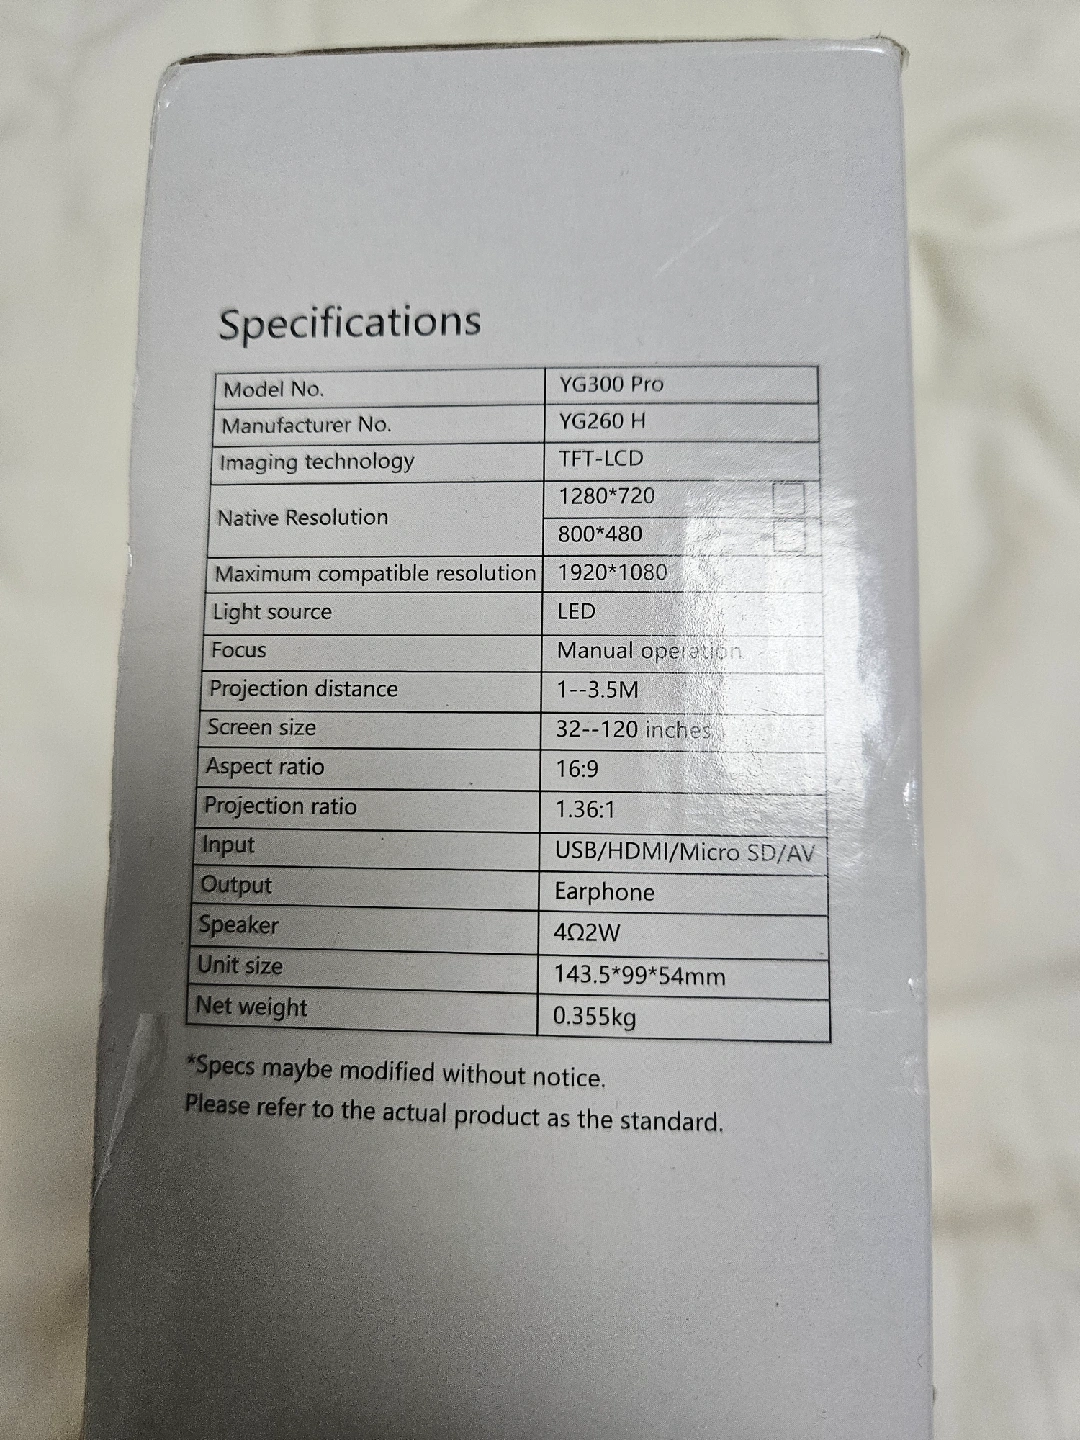 Specifications
Model No. YG300 Pro
Manufacturer No. YG260 H
Imaging technology TFT-LCD
Native Resolution 1280*720
800*480
Maximum compatible resolution 1920*1080
Light source LED
Focus Manual operation
Projection distance 1--3.5M
Screen size 32--120 inches
Aspect ratio 16:9
Projection ratio 1.36:1
Input USB/HDMI/Micro SD/AV
Output Earphone
Speaker 4Ω2W
Unit size 143.5*99*54mm
Net weight 0.355kg
*Specs maybe modified without notice.
Please refer to the actual product as the standard.